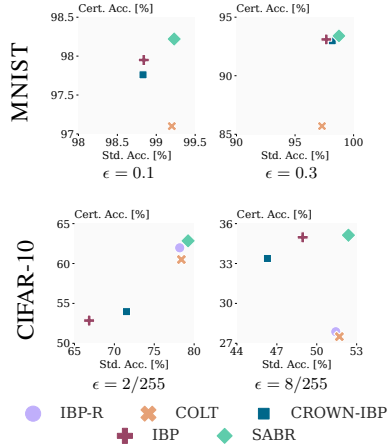 Cert. Acc. [%] Cert. Acc. [%]
98.5 95
98 90
97.5
97 85
98 98.5 99 99.5 90 95 100
Std. Acc. [%] Std. Acc. [%]
ϵ = 0.1 ϵ = 0.3
MNIST
Cert. Acc. [%] Cert. Acc. [%]
65 36
60 33
55 30
50 27
65 70 75 80 44 47 50 53
Std. Acc. [%] Std. Acc. [%]
ϵ = 2/255 ϵ = 8/255
CIFAR-10
IBP-R COLT CROWN-IBP
IBP SABR